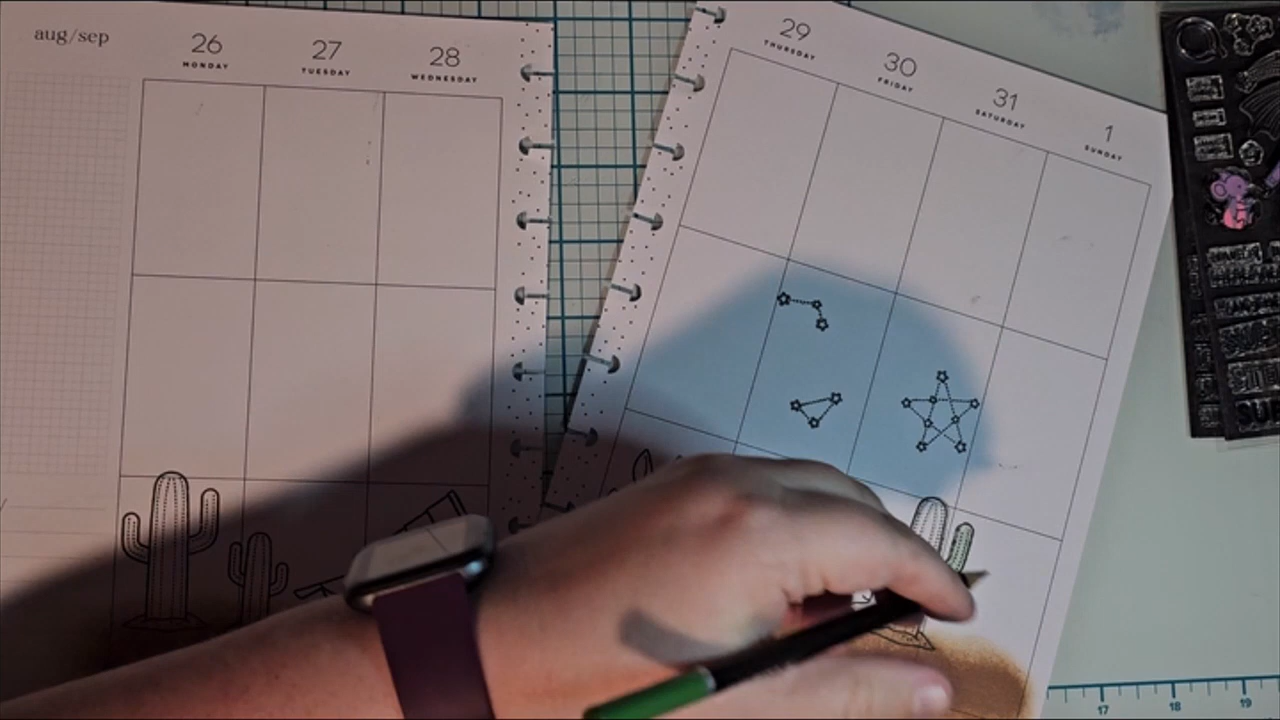 aug/sep
26
MONDAY
27
TUESDAY
28
WEDNESDAY
29
THURSDAY
30
FRIDAY
31
SATURDAY
1
SUNDAY
17
18
19